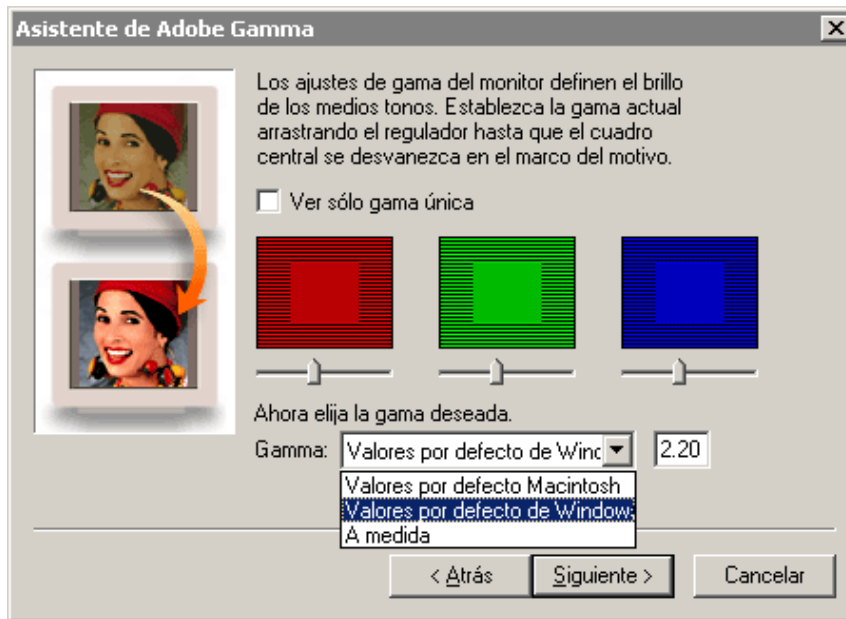 Asistente de Adobe Gamma
Los ajustes de gama del monitor definen el brillo
de los medios tonos. Establezca la gama actual
arrastrando el regulador hasta que el cuadro
central se desvanezca en el marco del motivo.
Ver sólo gama única
Ahora elija la gama deseada.
Gamma: Valores por defecto de Winc 2.20
Valores por defecto Macintosh
Valores por defecto de Window
A medida
< Atrás Siguiente > Cancelar